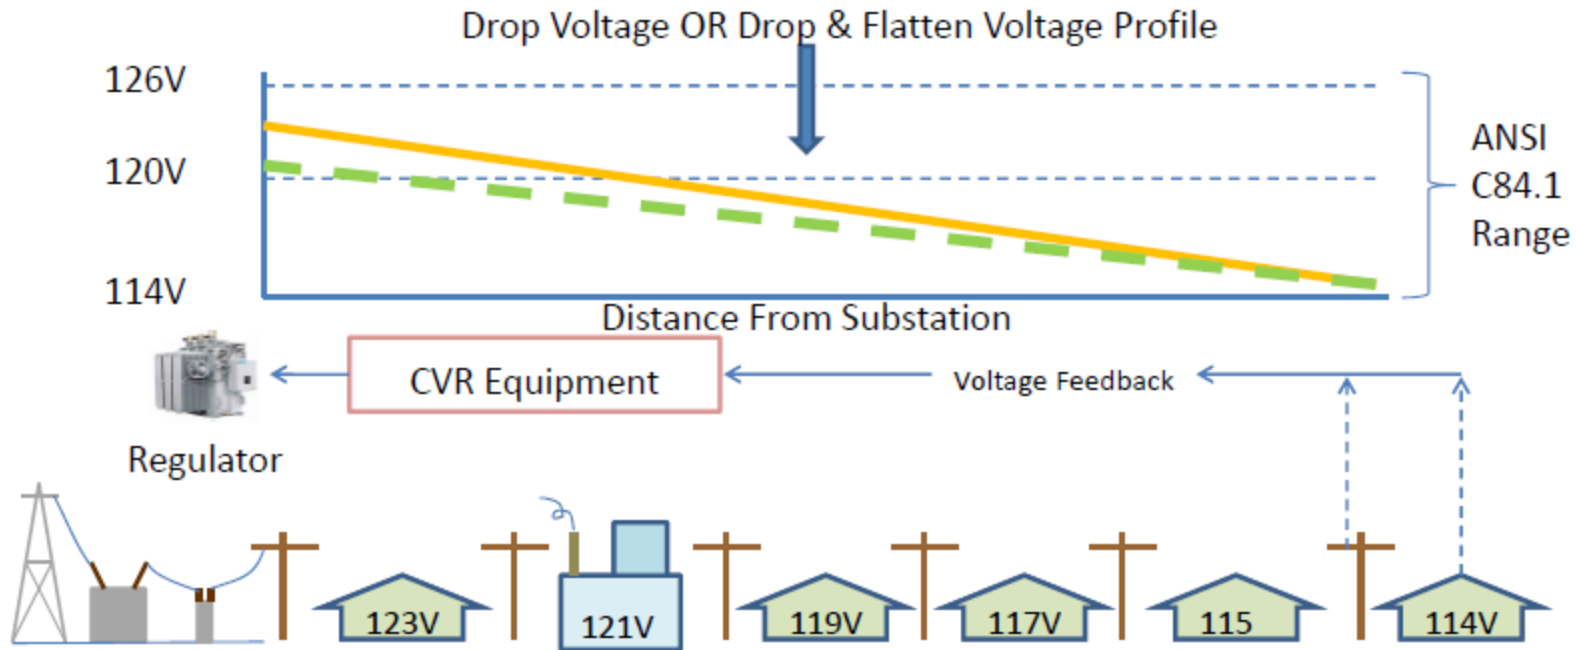 Drop Voltage OR Drop & Flatten Voltage Profile
126V
120V
114V
ANSI
C84.1
Range
Distance From Substation
CVR Equipment
Voltage Feedback
Regulator
123V
121V
119V
117V
115
114V